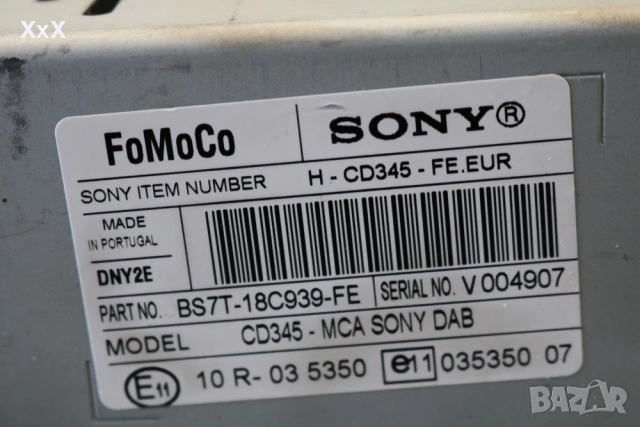 XxX
FoMoCo
SONY®
SONY ITEM NUMBER H - CD345 - FE.EUR
MADE
IN PORTUGAL
DNY2E
PART NO. BS7T-18C939-FE SERIAL NO. V 004907
MODEL CD345 - MCA SONY DAB
E11 10 R- 03 5350 e11 035350 07
BAZAR